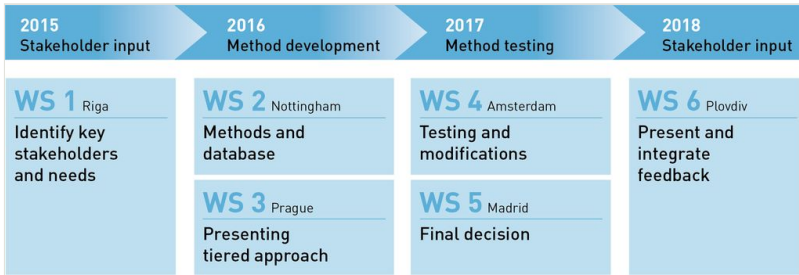 2015
Stakeholder input
2016
Method development
2017
Method testing
2018
Stakeholder input
WS 1 Riga
Identify key
stakeholders
and needs
WS 2 Nottingham
Methods and
database
WS 3 Prague
Presenting
tiered approach
WS 4 Amsterdam
Testing and
modifications
WS 5 Madrid
Final decision
WS 6 Plovdiv
Present and
integrate
feedback